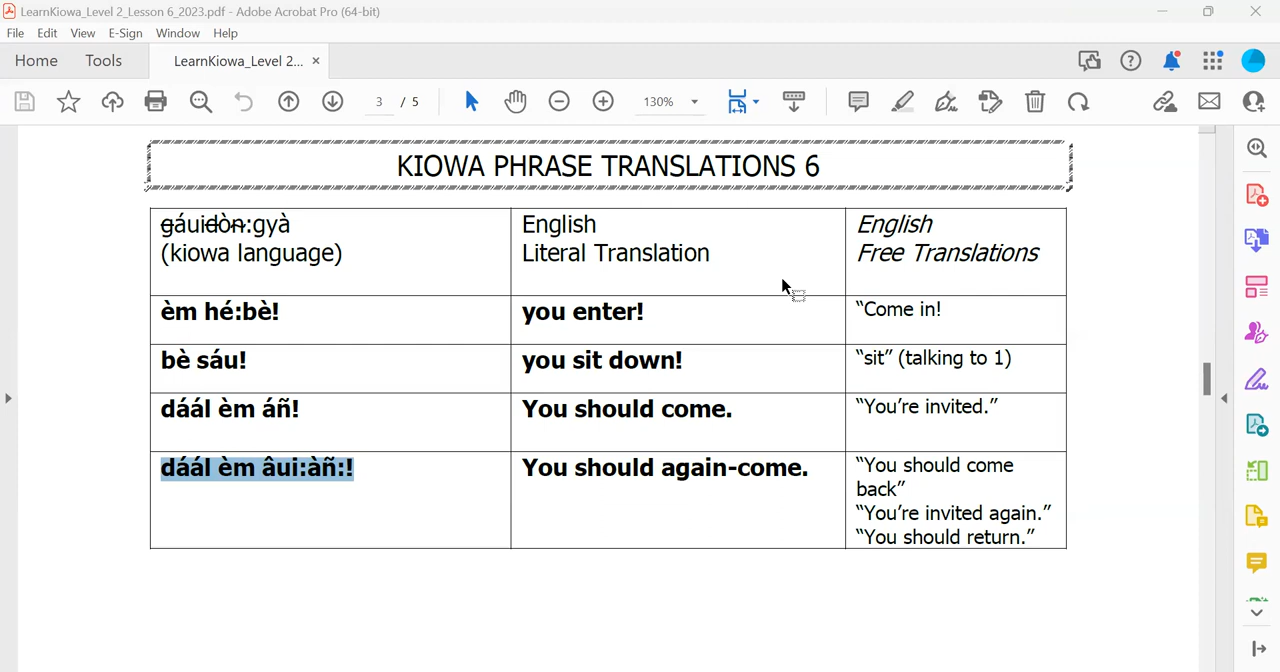 LearnKiowa_Level 2_Lesson 6_2023.pdf - Adobe Acrobat Pro (64-bit)
File Edit View E-Sign Window Help
Home Tools LearnKiowa_Level 2... ×
3 / 5 130%
KIOWA PHRASE TRANSLATIONS 6
g̶áuid̶ò̶n̶:gyà
(kiowa language)
English
Literal Translation
English
Free Translations
èm hé:bè!
you enter!
“Come in!
bè sáu!
you sit down!
“sit” (talking to 1)
dáál èm áñ!
You should come.
“You’re invited.”
dáál èm âui:àñ:!
You should again-come.
“You should come
back”
“You’re invited again.”
“You should return.”